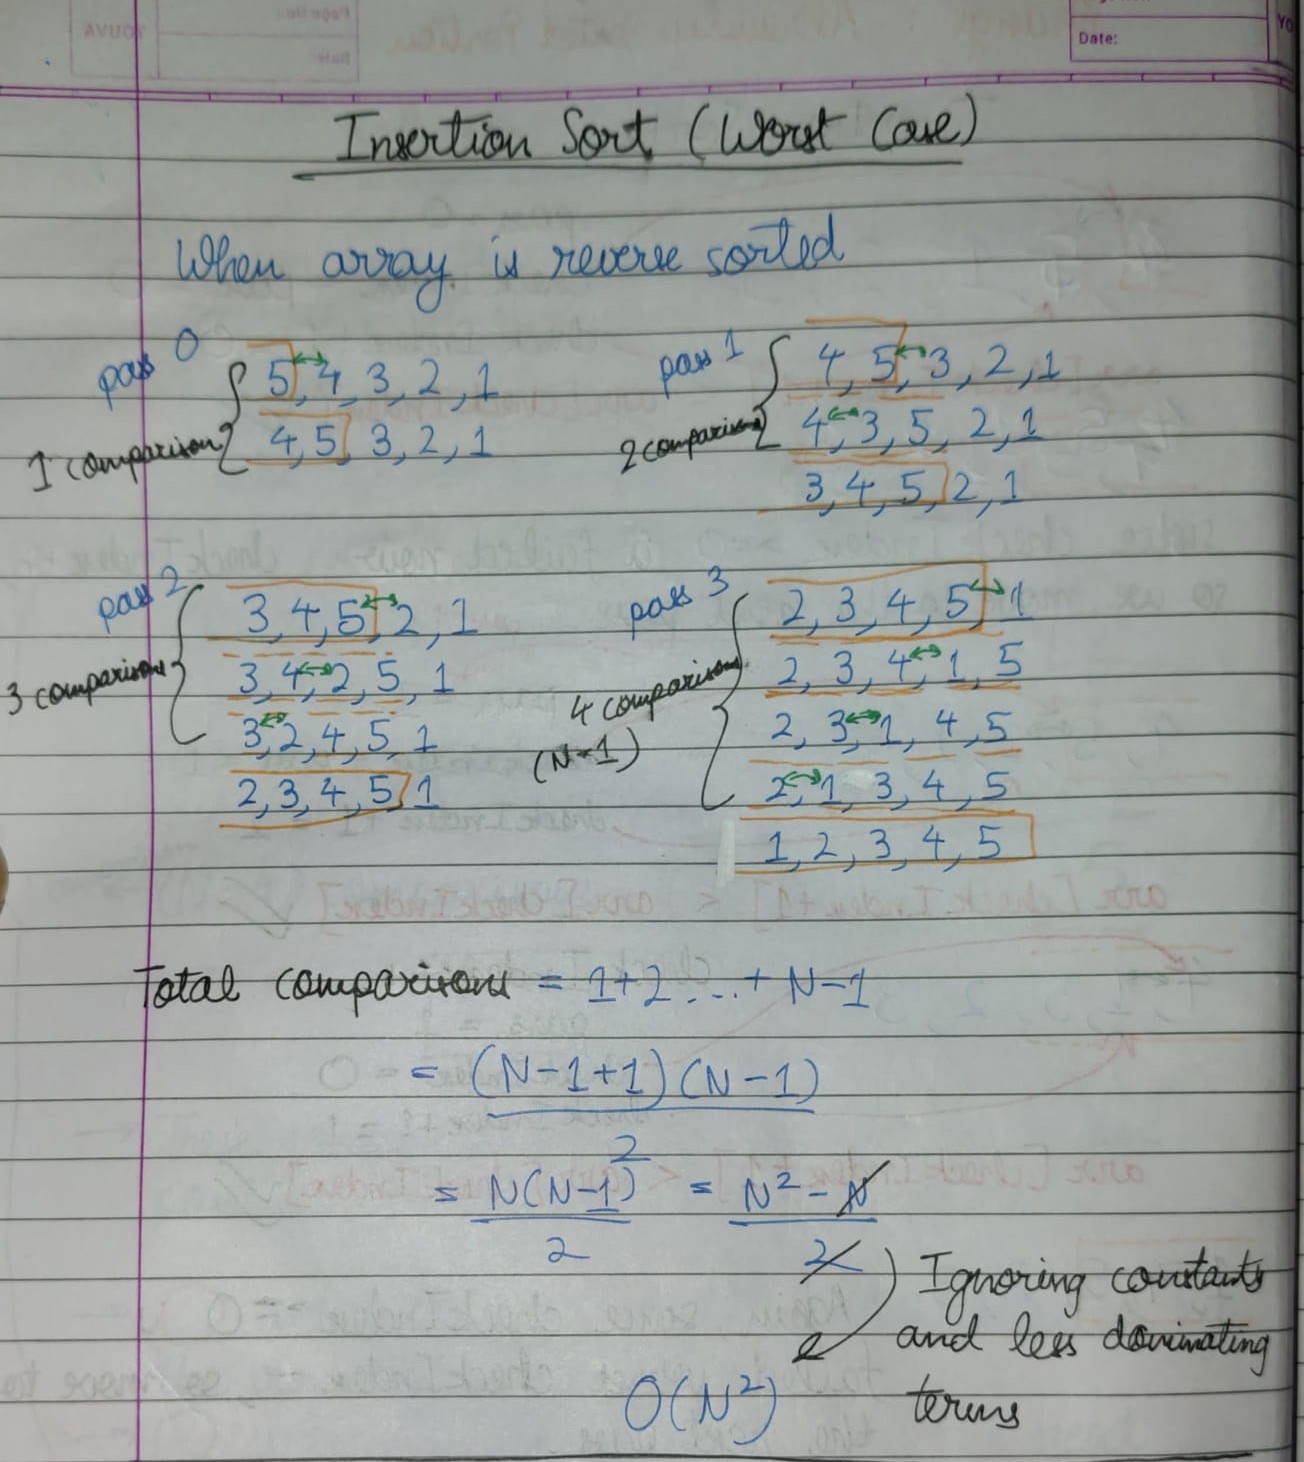 Date:
Insertion Sort (Worst Case)
When array is reverse sorted
pass 0
5, 4, 3, 2, 1
1 comparison
4, 5, 3, 2, 1
pass 1
4, 5, 3, 2, 1
2 comparison
4, 3, 5, 2, 1
3, 4, 5, 2, 1
pass 2
3, 4, 5, 2, 1
3 comparison
3, 4, 2, 5, 1
3, 2, 4, 5, 1
2, 3, 4, 5, 1
pass 3
2, 3, 4, 5, 1
4 comparison
(N-1)
2, 3, 4, 1, 5
2, 3, 1, 4, 5
2, 1, 3, 4, 5
1, 2, 3, 4, 5
Total comparisons = 1+2 ... + N-1
= (N-1+1)(N-1)
2
= N(N-1) = N² - N
2 2
Ignoring constants
and less dominating
terms
O(N²)